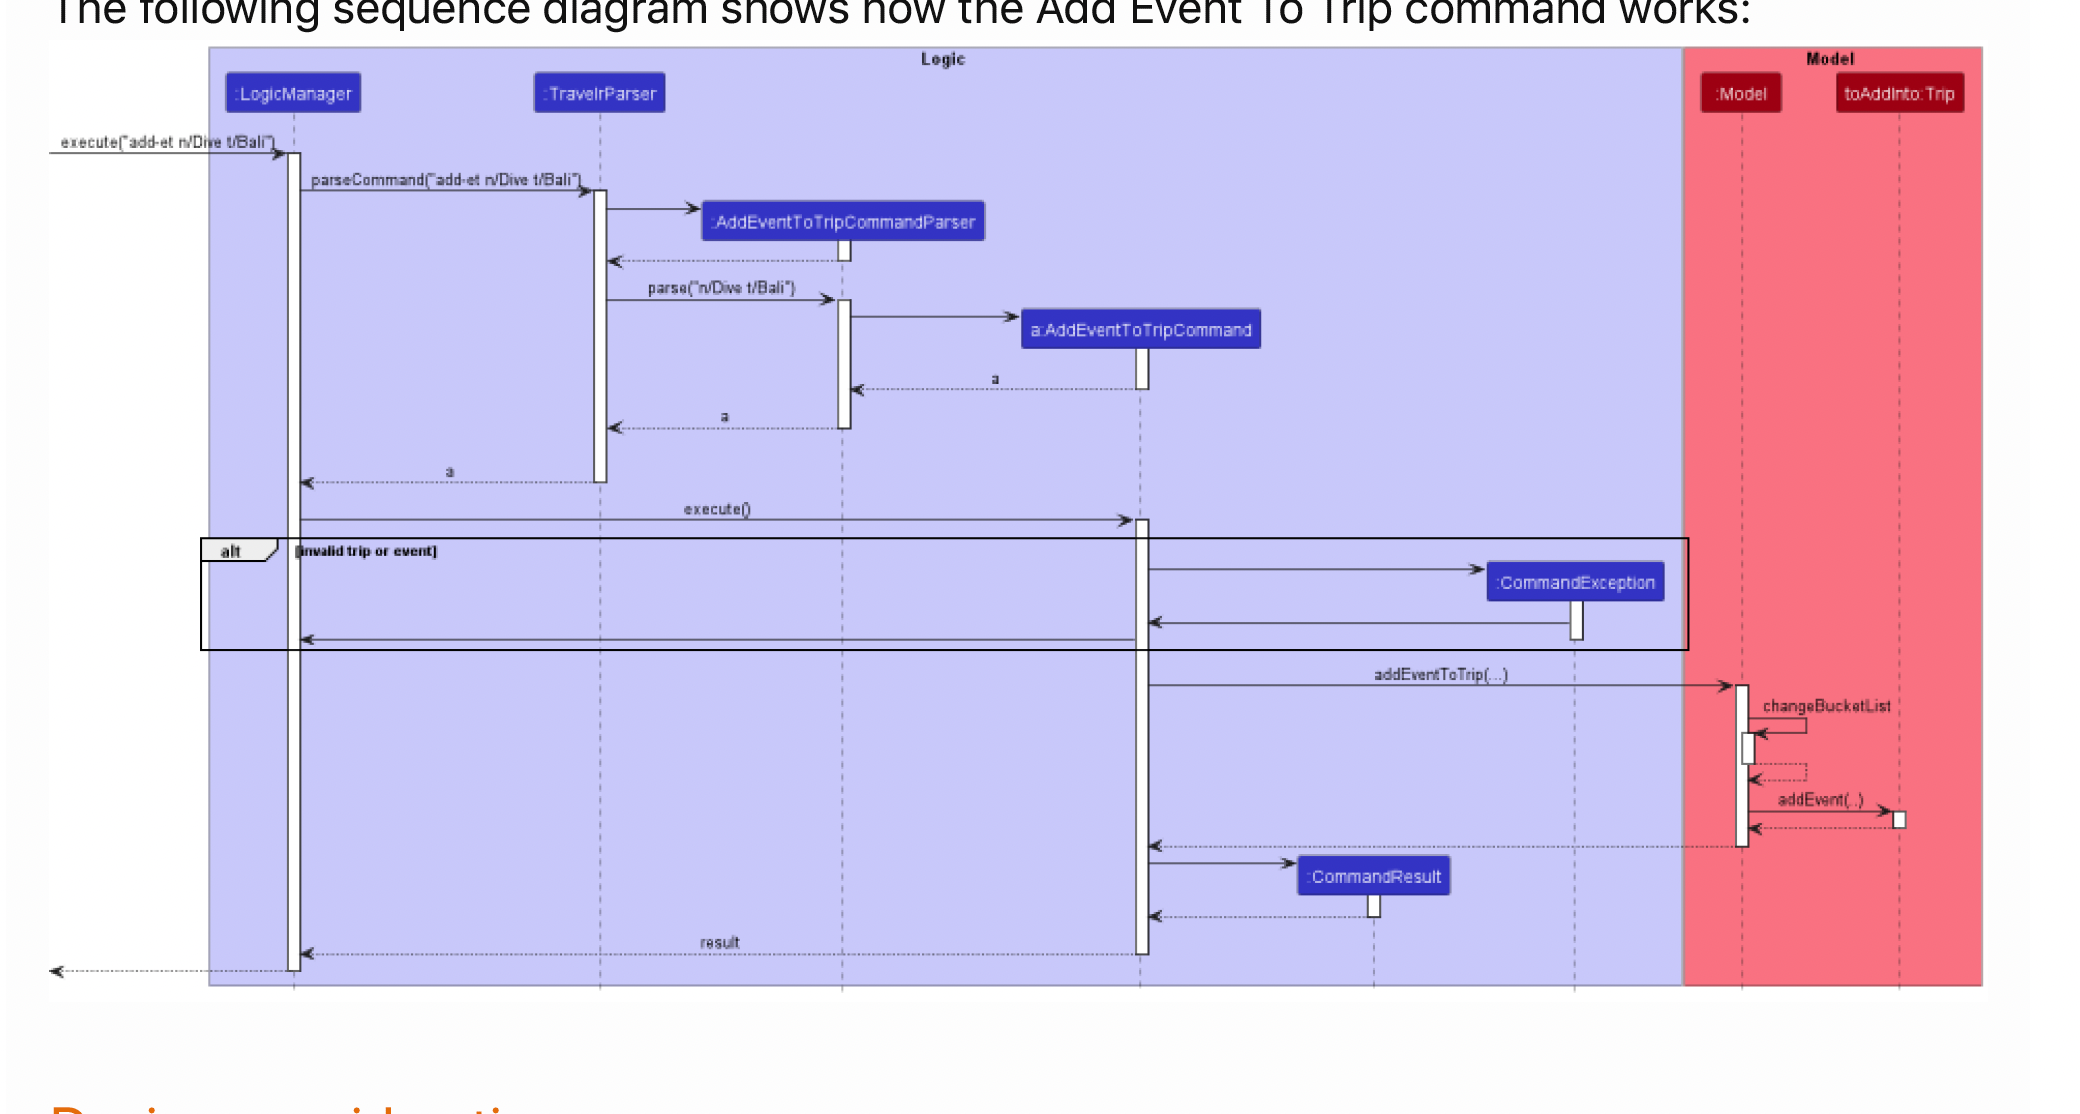 The following sequence diagram shows how the Add Event To Trip command works:
Logic
Model
:LogicManager
:TravelrParser
:Model
toAddInto:Trip
execute("add-et n/Dive t/Bali")
parseCommand("add-et n/Dive t/Bali")
:AddEventToTripCommandParser
parse("n/Dive t/Bali")
a:AddEventToTripCommand
a
a
a
execute()
alt
[invalid trip or event]
:CommandException
addEventToTrip(...)
changeBucketList
addEvent(..)
:CommandResult
result